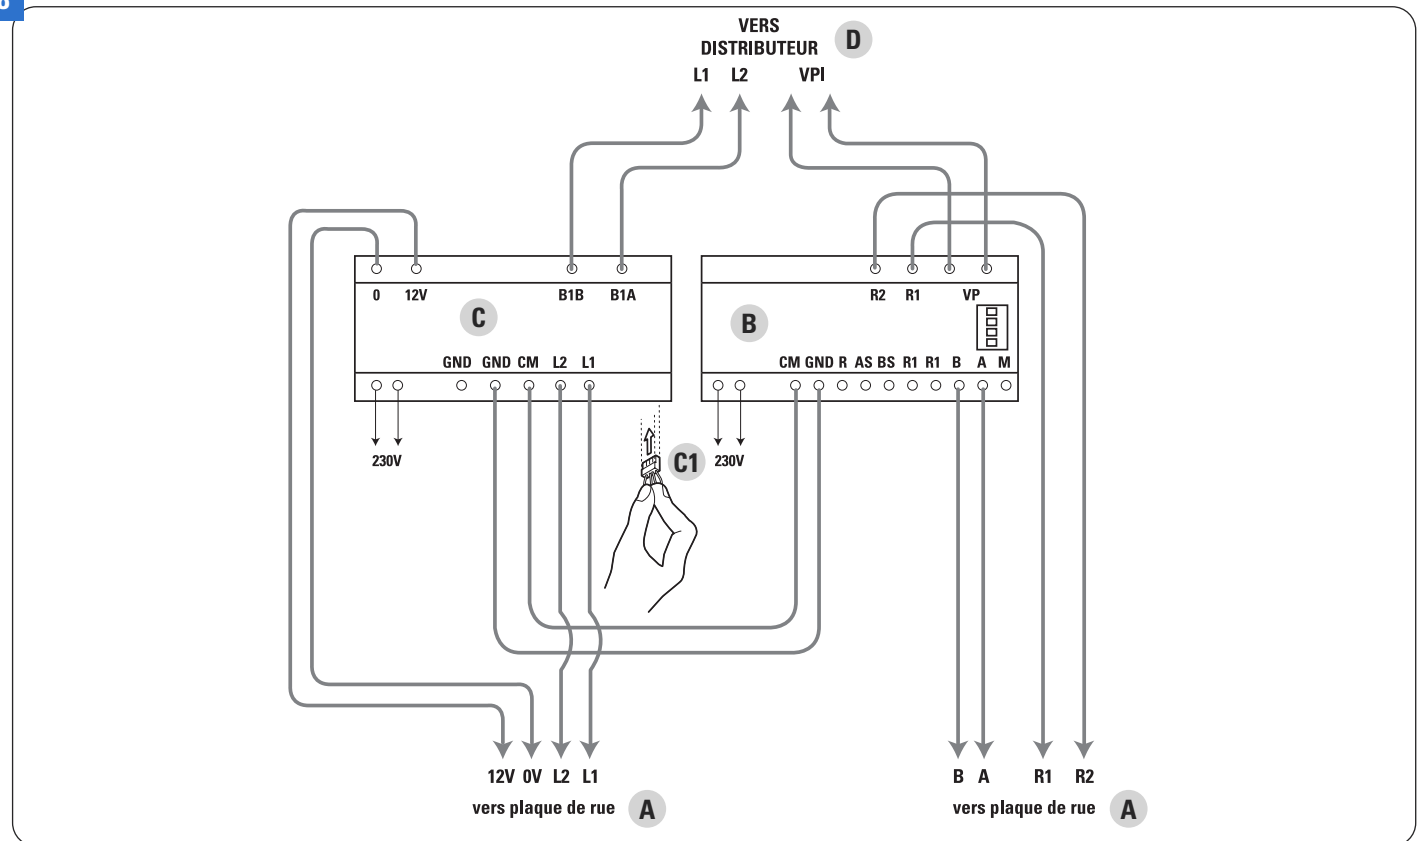 VERS
DISTRIBUTEUR D
L1 L2 VPI
0 12V B1B B1A
C
GND GND CM L2 L1
230V
C1
R2 R1 VP
B
CM GND R AS BS R1 R1 B A M
230V
12V 0V L2 L1
vers plaque de rue A
B A R1 R2
vers plaque de rue A